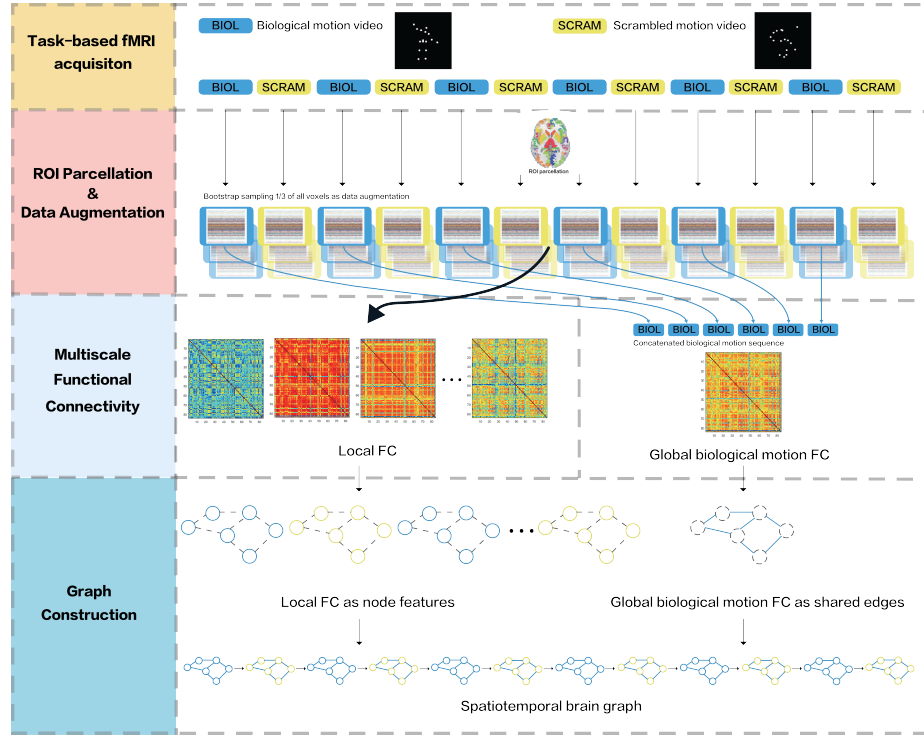 Task-based fMRI
acquisiton
BIOL Biological motion video
SCRAM Scrambled motion video
BIOL SCRAM BIOL SCRAM BIOL SCRAM BIOL SCRAM BIOL SCRAM BIOL SCRAM
ROI Parcellation
&
Data Augmentation
ROI parcellation
Bootstrap sampling 1/3 of all voxels as data augmentation
Multiscale
Functional
Connectivity
BIOL BIOL BIOL BIOL BIOL BIOL
Concatenated biological motion sequence
Local FC
Global biological motion FC
Graph
Construction
Local FC as node features
Global biological motion FC as shared edges
Spatiotemporal brain graph